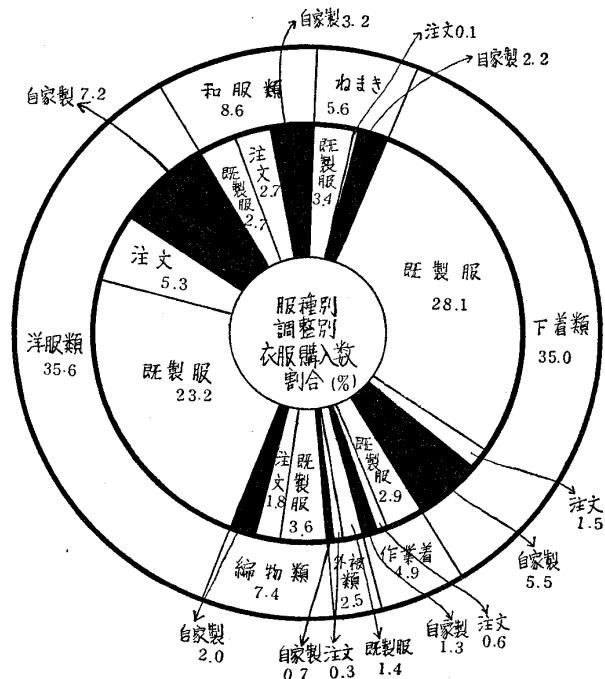 服種別
調整別
衣服購入数
割合(%)
ねまき
5.6
既製服
3.4
注文0.1
自家製2.2
下着類
35.0
既製服
28.1
注文
1.5
自家製
5.5
作業着
4.9
既製服
2.9
注文
0.6
自家製
1.3
外被類
2.5
既製服
1.4
注文
0.3
自家製
0.7
編物類
7.4
既製服
3.6
注文
1.8
自家製
2.0
洋服類
35.6
既製服
23.2
注文
5.3
自家製7.2
和服類
8.6
既製服
2.7
注文
2.7
自家製3.2